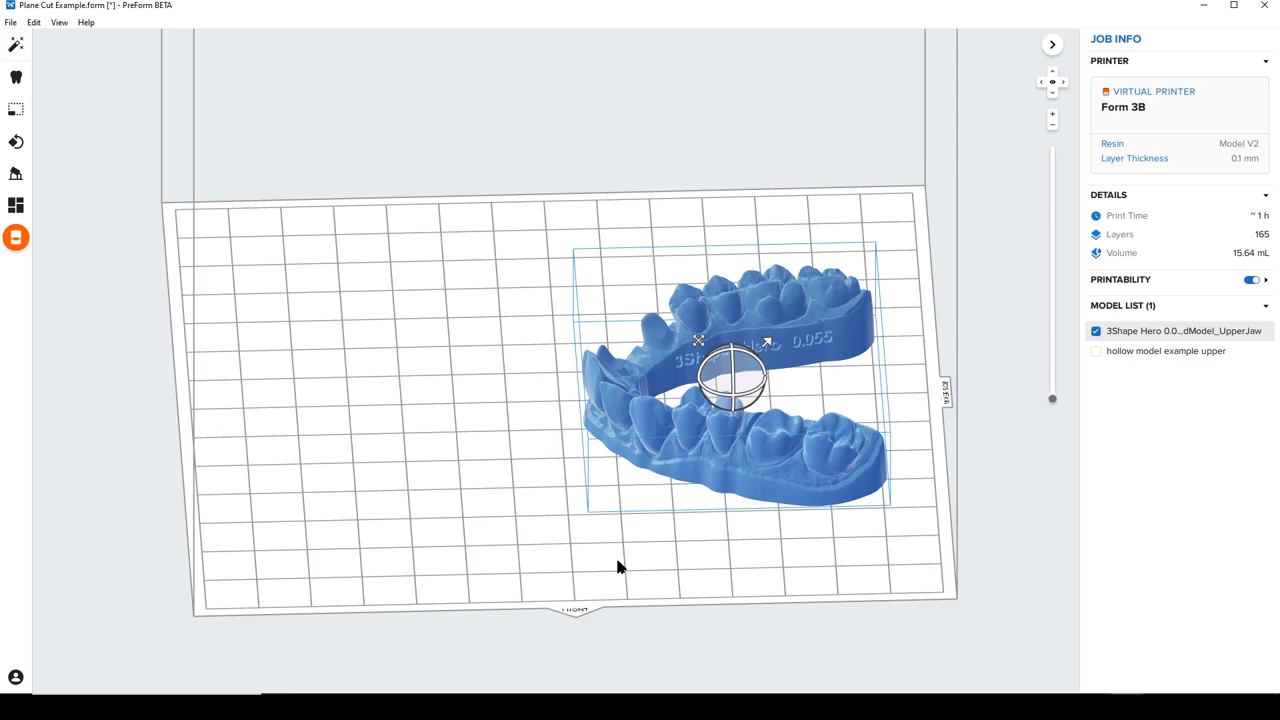 Plane Cut Example.form [*] - PreForm BETA
File Edit View Help
JOB INFO
PRINTER
VIRTUAL PRINTER
Form 3B
Resin Model V2
Layer Thickness 0.1 mm
DETAILS
Print Time ~ 1 h
Layers 165
Volume 15.64 mL
PRINTABILITY
MODEL LIST (1)
3Shape Hero 0.0...dModel_UpperJaw
hollow model example upper
0.055
FRONT